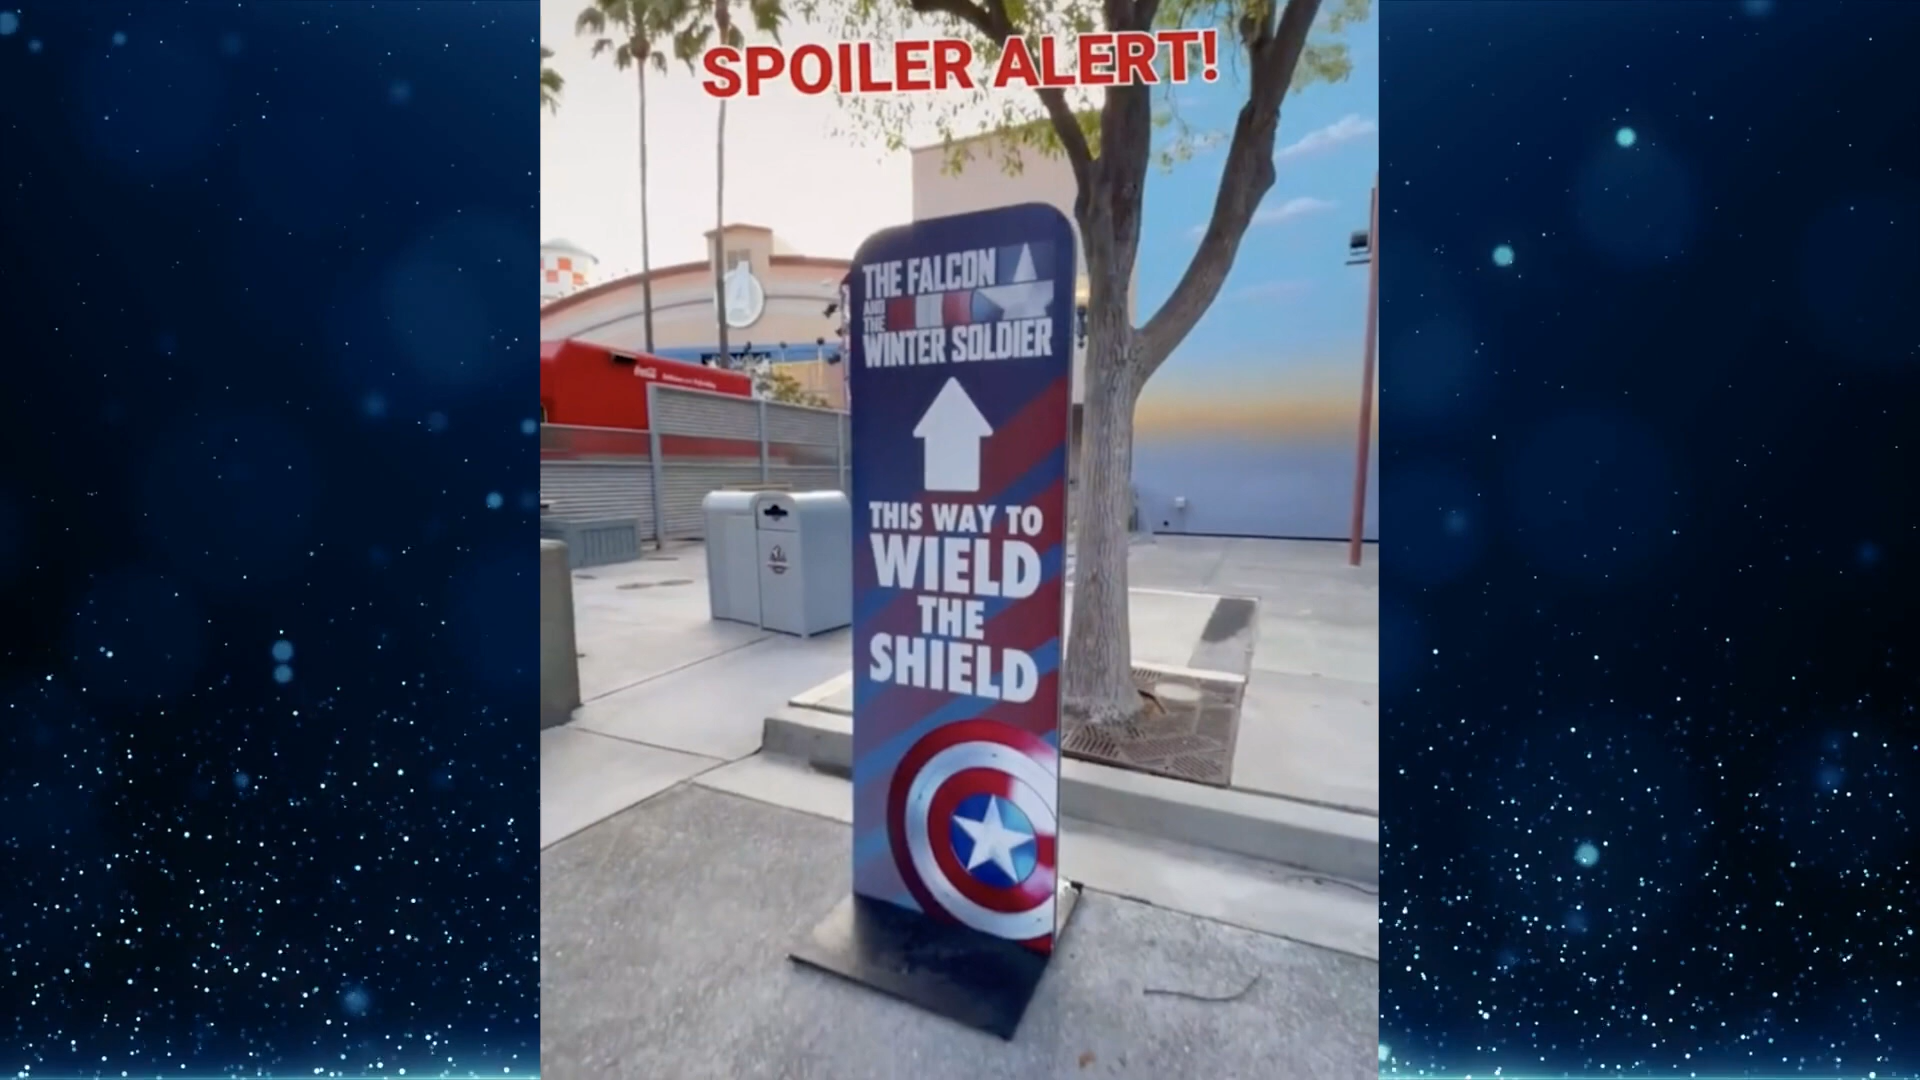 SPOILER ALERT!
THE FALCON
AND
THE
WINTER SOLDIER
THIS WAY TO
WIELD
THE
SHIELD